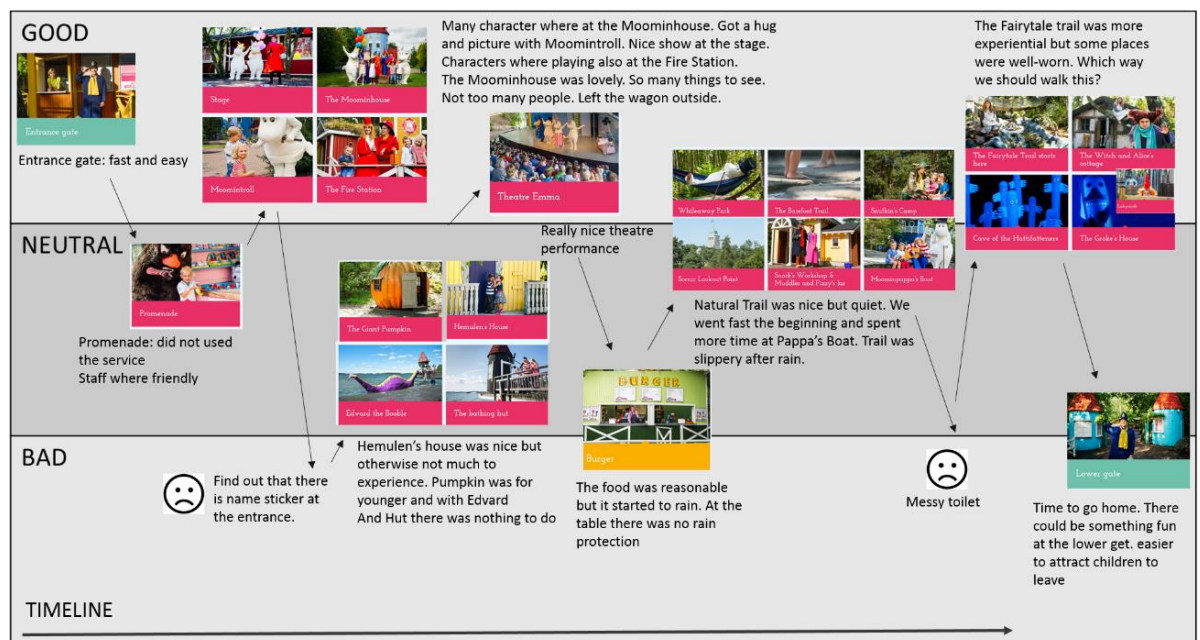 GOOD
Entrance gate
Entrance gate: fast and easy
Stage
The Moominhouse
Moomintroll
The Fire Station
Many character where at the Moominhouse. Got a hug
and picture with Moomintroll. Nice show at the stage.
Characters where playing also at the Fire Station.
The Moominhouse was lovely. So many things to see.
Not too many people. Left the wagon outside.
Theatre Emma
Really nice theatre
performance
The Fairytale trail was more
experiential but some places
were well-worn. Which way
we should walk this?
The Fairytale Trail starts
here
The Witch and Alice's
cottage
Cave of the Hattifatteners
Labyrinth
The Groke's House
NEUTRAL
Promenade
Promenade: did not used
the service
Staff where friendly
The Giant Pumpkin
Hemulen's House
Edvard the Booble
The bathing hut
Whileaway Park
The Barefoot Trail
Snufkin's Camp
Scenic Lookout Point
Snork's Workshop &
Muddler and Fuzzy's Jar
Moominpappa's Boat
Natural Trail was nice but quiet. We
went fast the beginning and spent
more time at Pappa's Boat. Trail was
slippery after rain.
BURGER
Burger
Lower gate
BAD
Find out that there
is name sticker at
the entrance.
Hemulen's house was nice but
otherwise not much to
experience. Pumpkin was for
younger and with Edvard
And Hut there was nothing to do
The food was reasonable
but it started to rain. At the
table there was no rain
protection
Messy toilet
Time to go home. There
could be something fun
at the lower get. easier
to attract children to
leave
TIMELINE